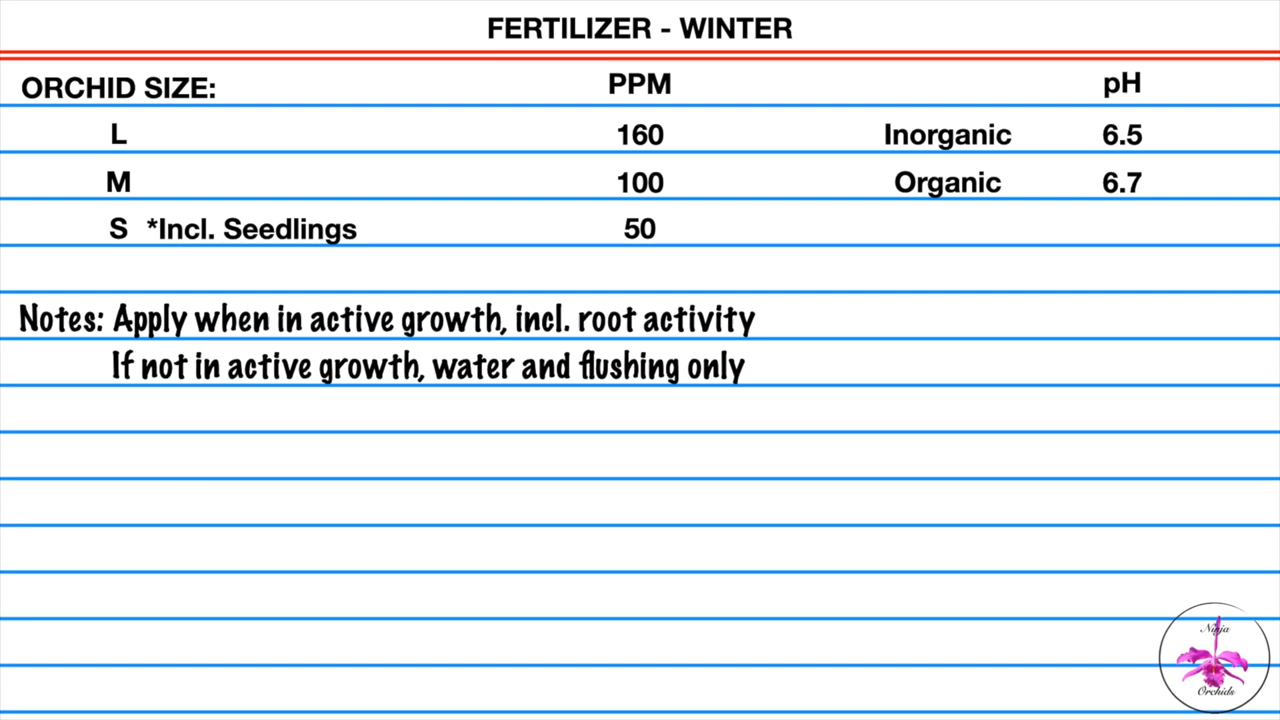 FERTILIZER - WINTER
ORCHID SIZE: PPM pH
L 160 Inorganic 6.5
M 100 Organic 6.7
S *Incl. Seedlings 50
Notes: Apply when in active growth, incl. root activity
If not in active growth, water and flushing only
Ninja
Orchids